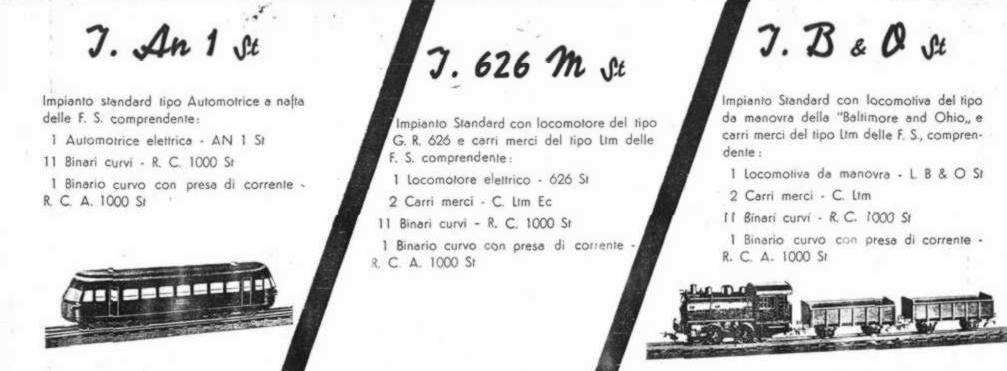 I. An 1 St
Impianto standard tipo Automotrice a nafta
delle F. S. comprendente:
1 Automotrice elettrica - AN 1 St
11 Binari curvi - R. C. 1000 St
1 Binario curvo con presa di corrente -
R. C. A. 1000 St
I. 626 M St
Impianto Standard con locomotore del tipo
G. R. 626 e carri merci del tipo Ltm delle
F. S. comprendente:
1 Locomotore elettrico - 626 St
2 Carri merci - C. Ltm Ec
11 Binari curvi - R. C. 1000 St
1 Binario curvo con presa di corrente -
R. C. A. 1000 St
I. B & O St
Impianto Standard con locomotiva del tipo
da manovra della "Baltimore and Ohio„ e
carri merci del tipo Ltm delle F. S., compren-
dente:
1 Locomotiva da manovra - L B & O St
2 Carri merci - C. Ltm
11 Binari curvi - R. C. 1000 St
1 Binario curvo con presa di corrente -
R. C. A. 1000 St